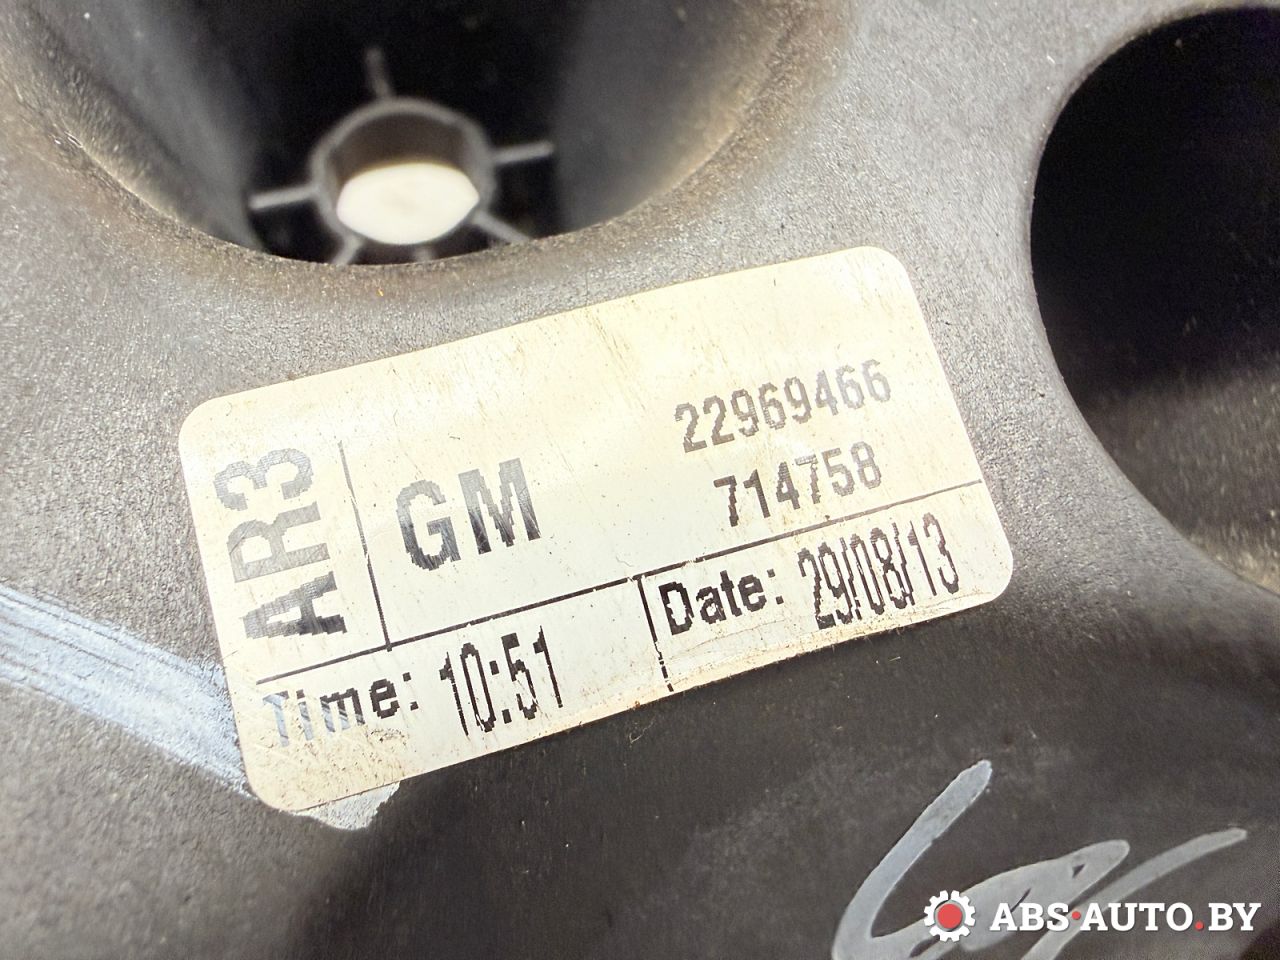 AR3
GM
22969466
714758
Time: 10:51
Date: 29/08/13
ABS·AUTO.BY